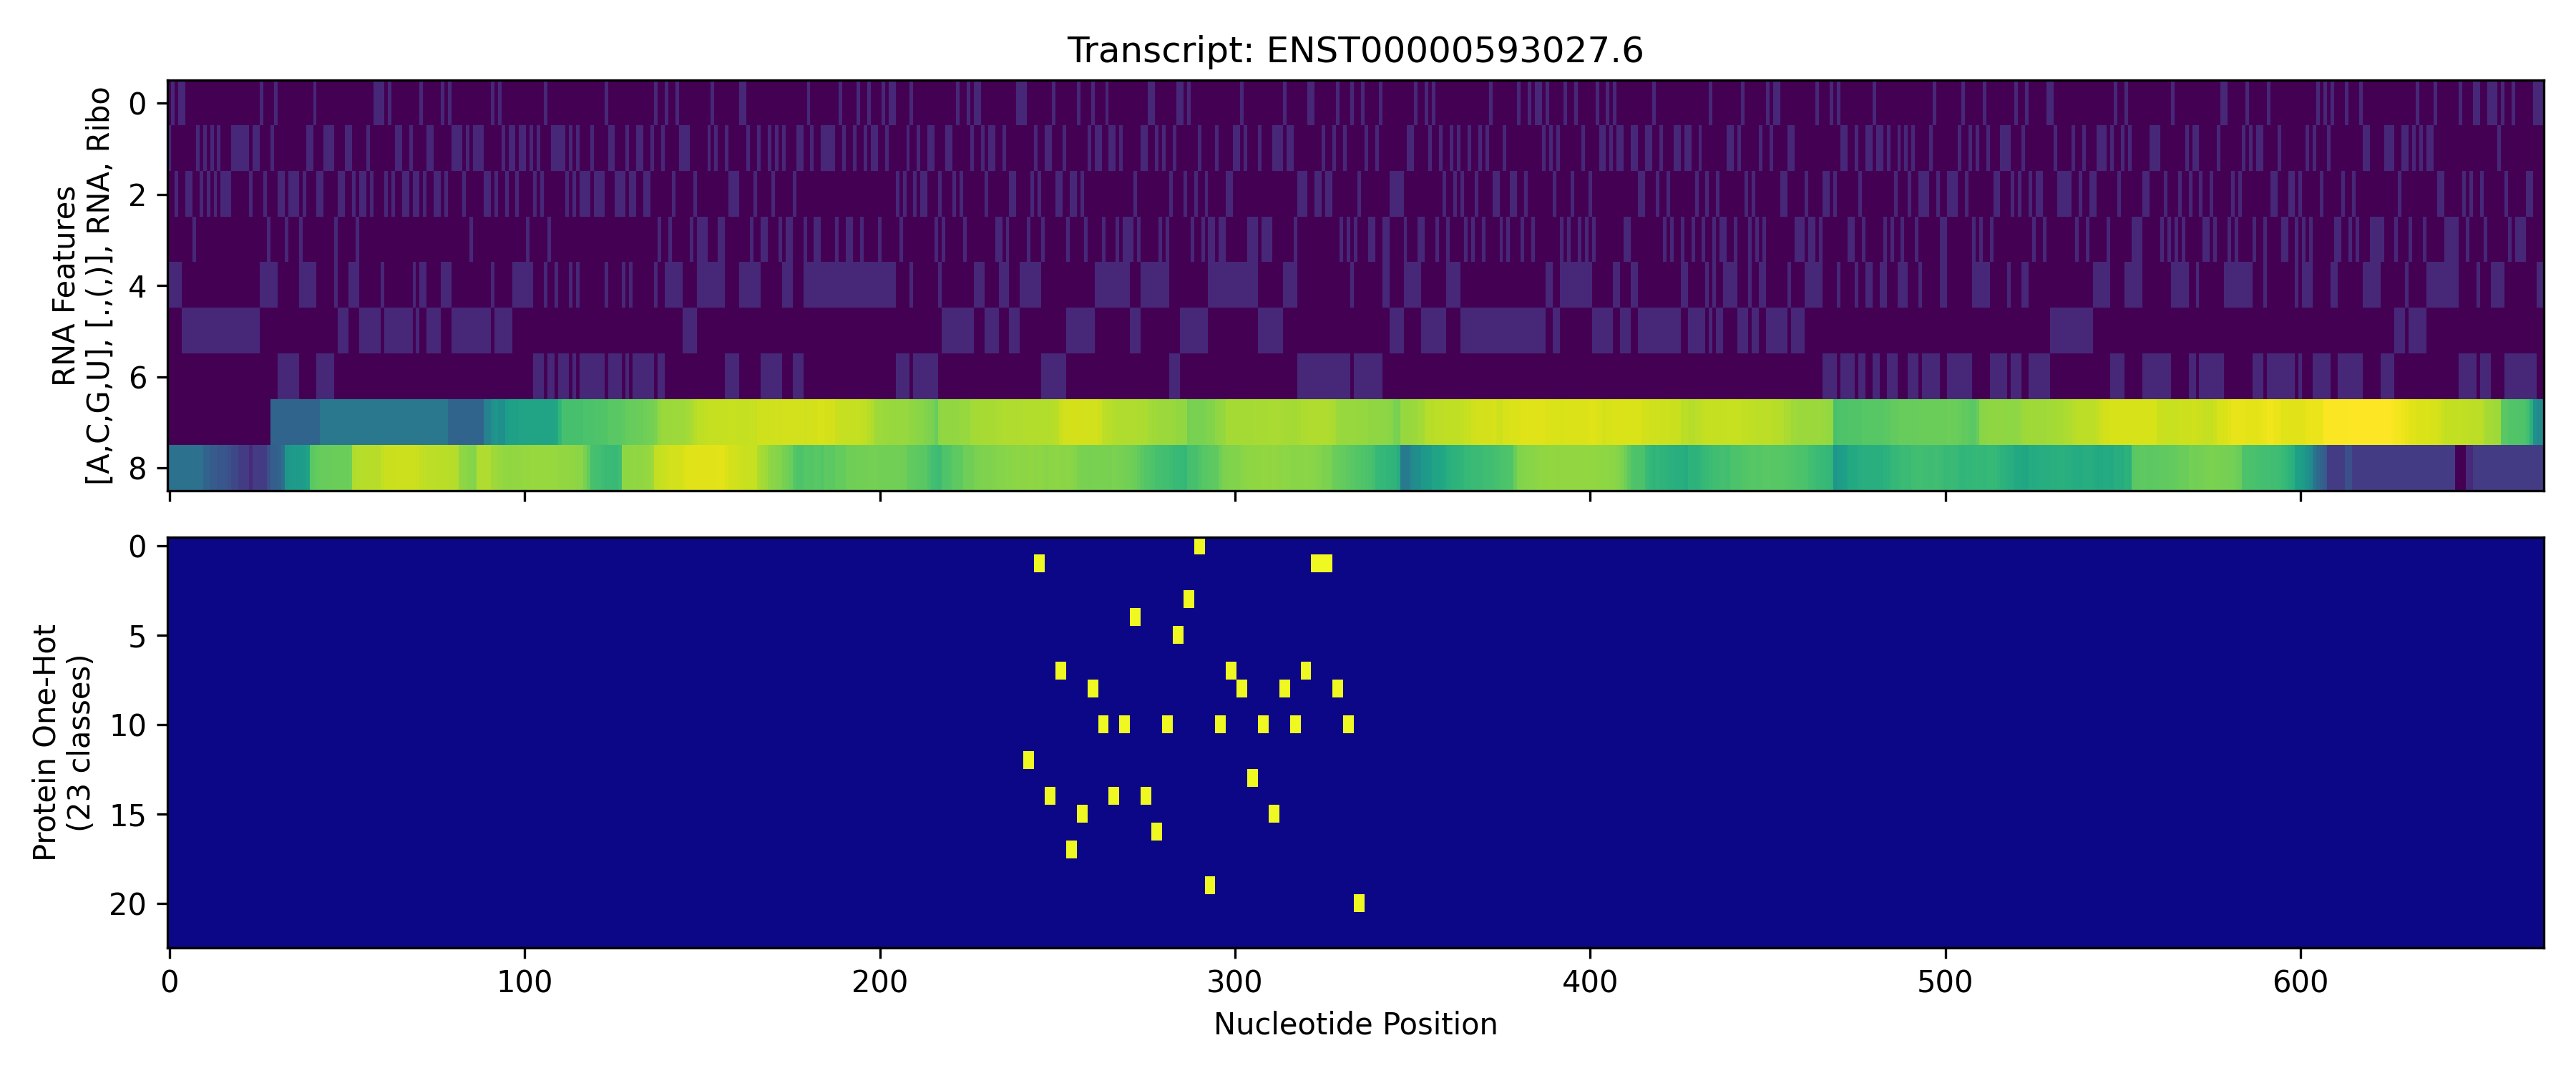 Transcript: ENST00000593027.6
RNA Features
[A,C,G,U], [.,(,)], RNA, Ribo
0
2
4
6
8
Protein One-Hot
(23 classes)
0
5
10
15
20
0 100 200 300 400 500 600
Nucleotide Position